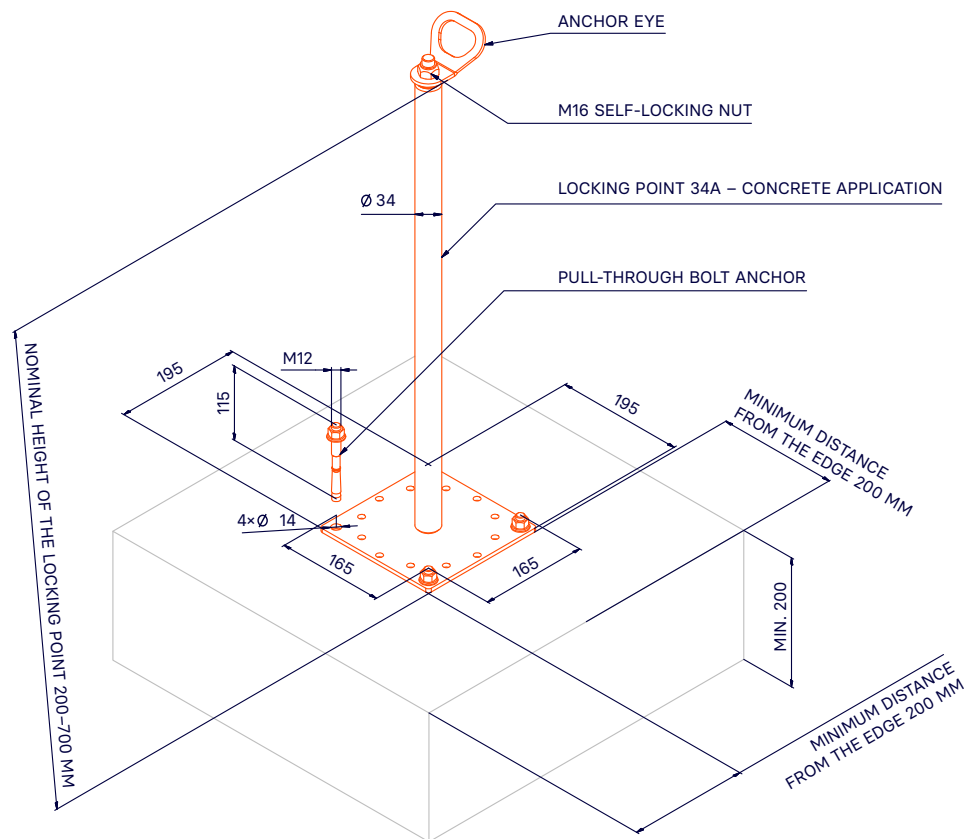 ANCHOR EYE
M16 SELF-LOCKING NUT
LOCKING POINT 34A – CONCRETE APPLICATION
Ø 34
PULL-THROUGH BOLT ANCHOR
M12
195
115
195
NOMINAL HEIGHT OF THE LOCKING POINT 200–700 MM
MINIMUM DISTANCE
FROM THE EDGE 200 MM
4×Ø 14
165
165
MIN. 200
MINIMUM DISTANCE
FROM THE EDGE 200 MM